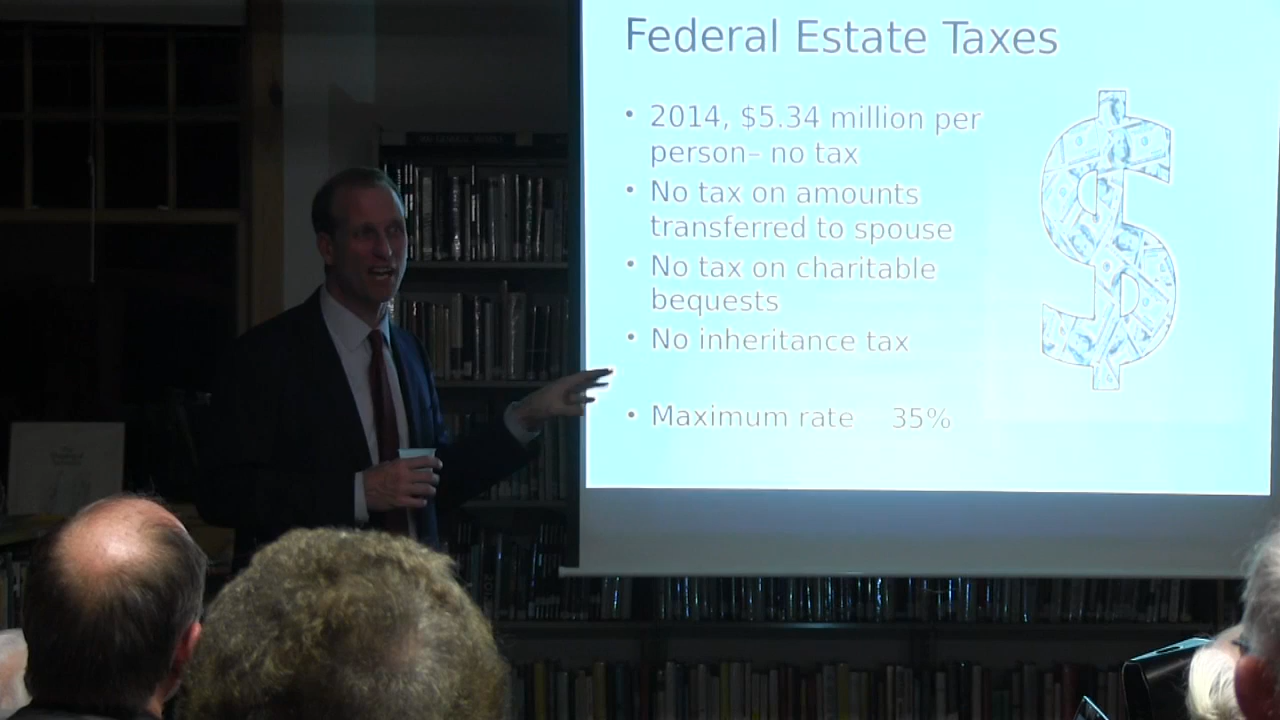 Federal Estate Taxes
• 2014, $5.34 million per
person– no tax
• No tax on amounts
transferred to spouse
• No tax on charitable
bequests
• No inheritance tax
• Maximum rate 35%